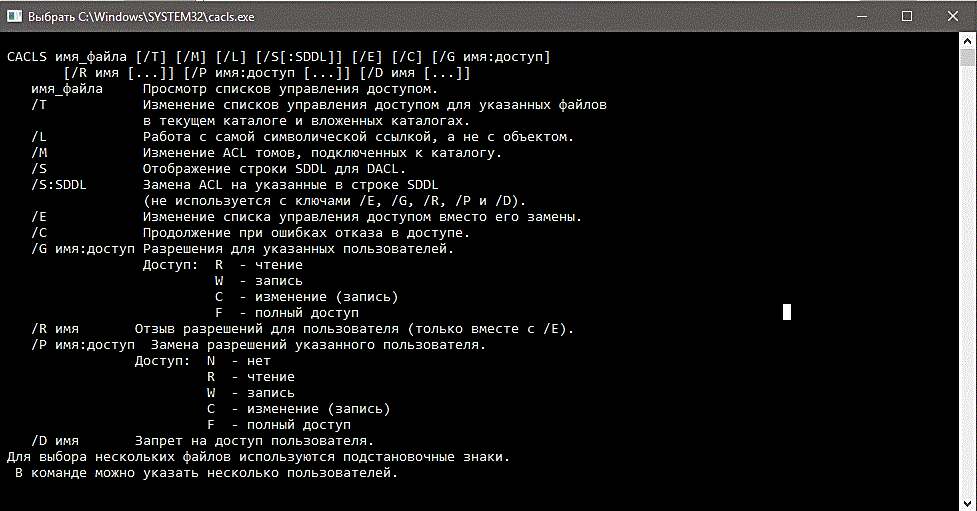 Выбрать C:\Windows\SYSTEM32\cacls.exe
CACLS имя_файла [/T] [/M] [/L] [/S[:SDDL]] [/E] [/C] [/G имя:доступ]
[/R имя [...]] [/P имя:доступ [...]] [/D имя [...]]
имя_файла Просмотр списков управления доступом.
/T Изменение списков управления доступом для указанных файлов
в текущем каталоге и вложенных каталогах.
/L Работа с самой символической ссылкой, а не с объектом.
/M Изменение ACL томов, подключенных к каталогу.
/S Отображение строки SDDL для DACL.
/S:SDDL Замена ACL на указанные в строке SDDL
(не используется с ключами /E, /G, /R, /P и /D).
/E Изменение списка управления доступом вместо его замены.
/C Продолжение при ошибках отказа в доступе.
/G имя:доступ Разрешения для указанных пользователей.
Доступ: R - чтение
W - запись
C - изменение (запись)
F - полный доступ
/R имя Отзыв разрешений для пользователя (только вместе с /E).
/P имя:доступ Замена разрешений указанного пользователя.
Доступ: N - нет
R - чтение
W - запись
C - изменение (запись)
F - полный доступ
/D имя Запрет на доступ пользователя.
Для выбора нескольких файлов используются подстановочные знаки.
В команде можно указать несколько пользователей.